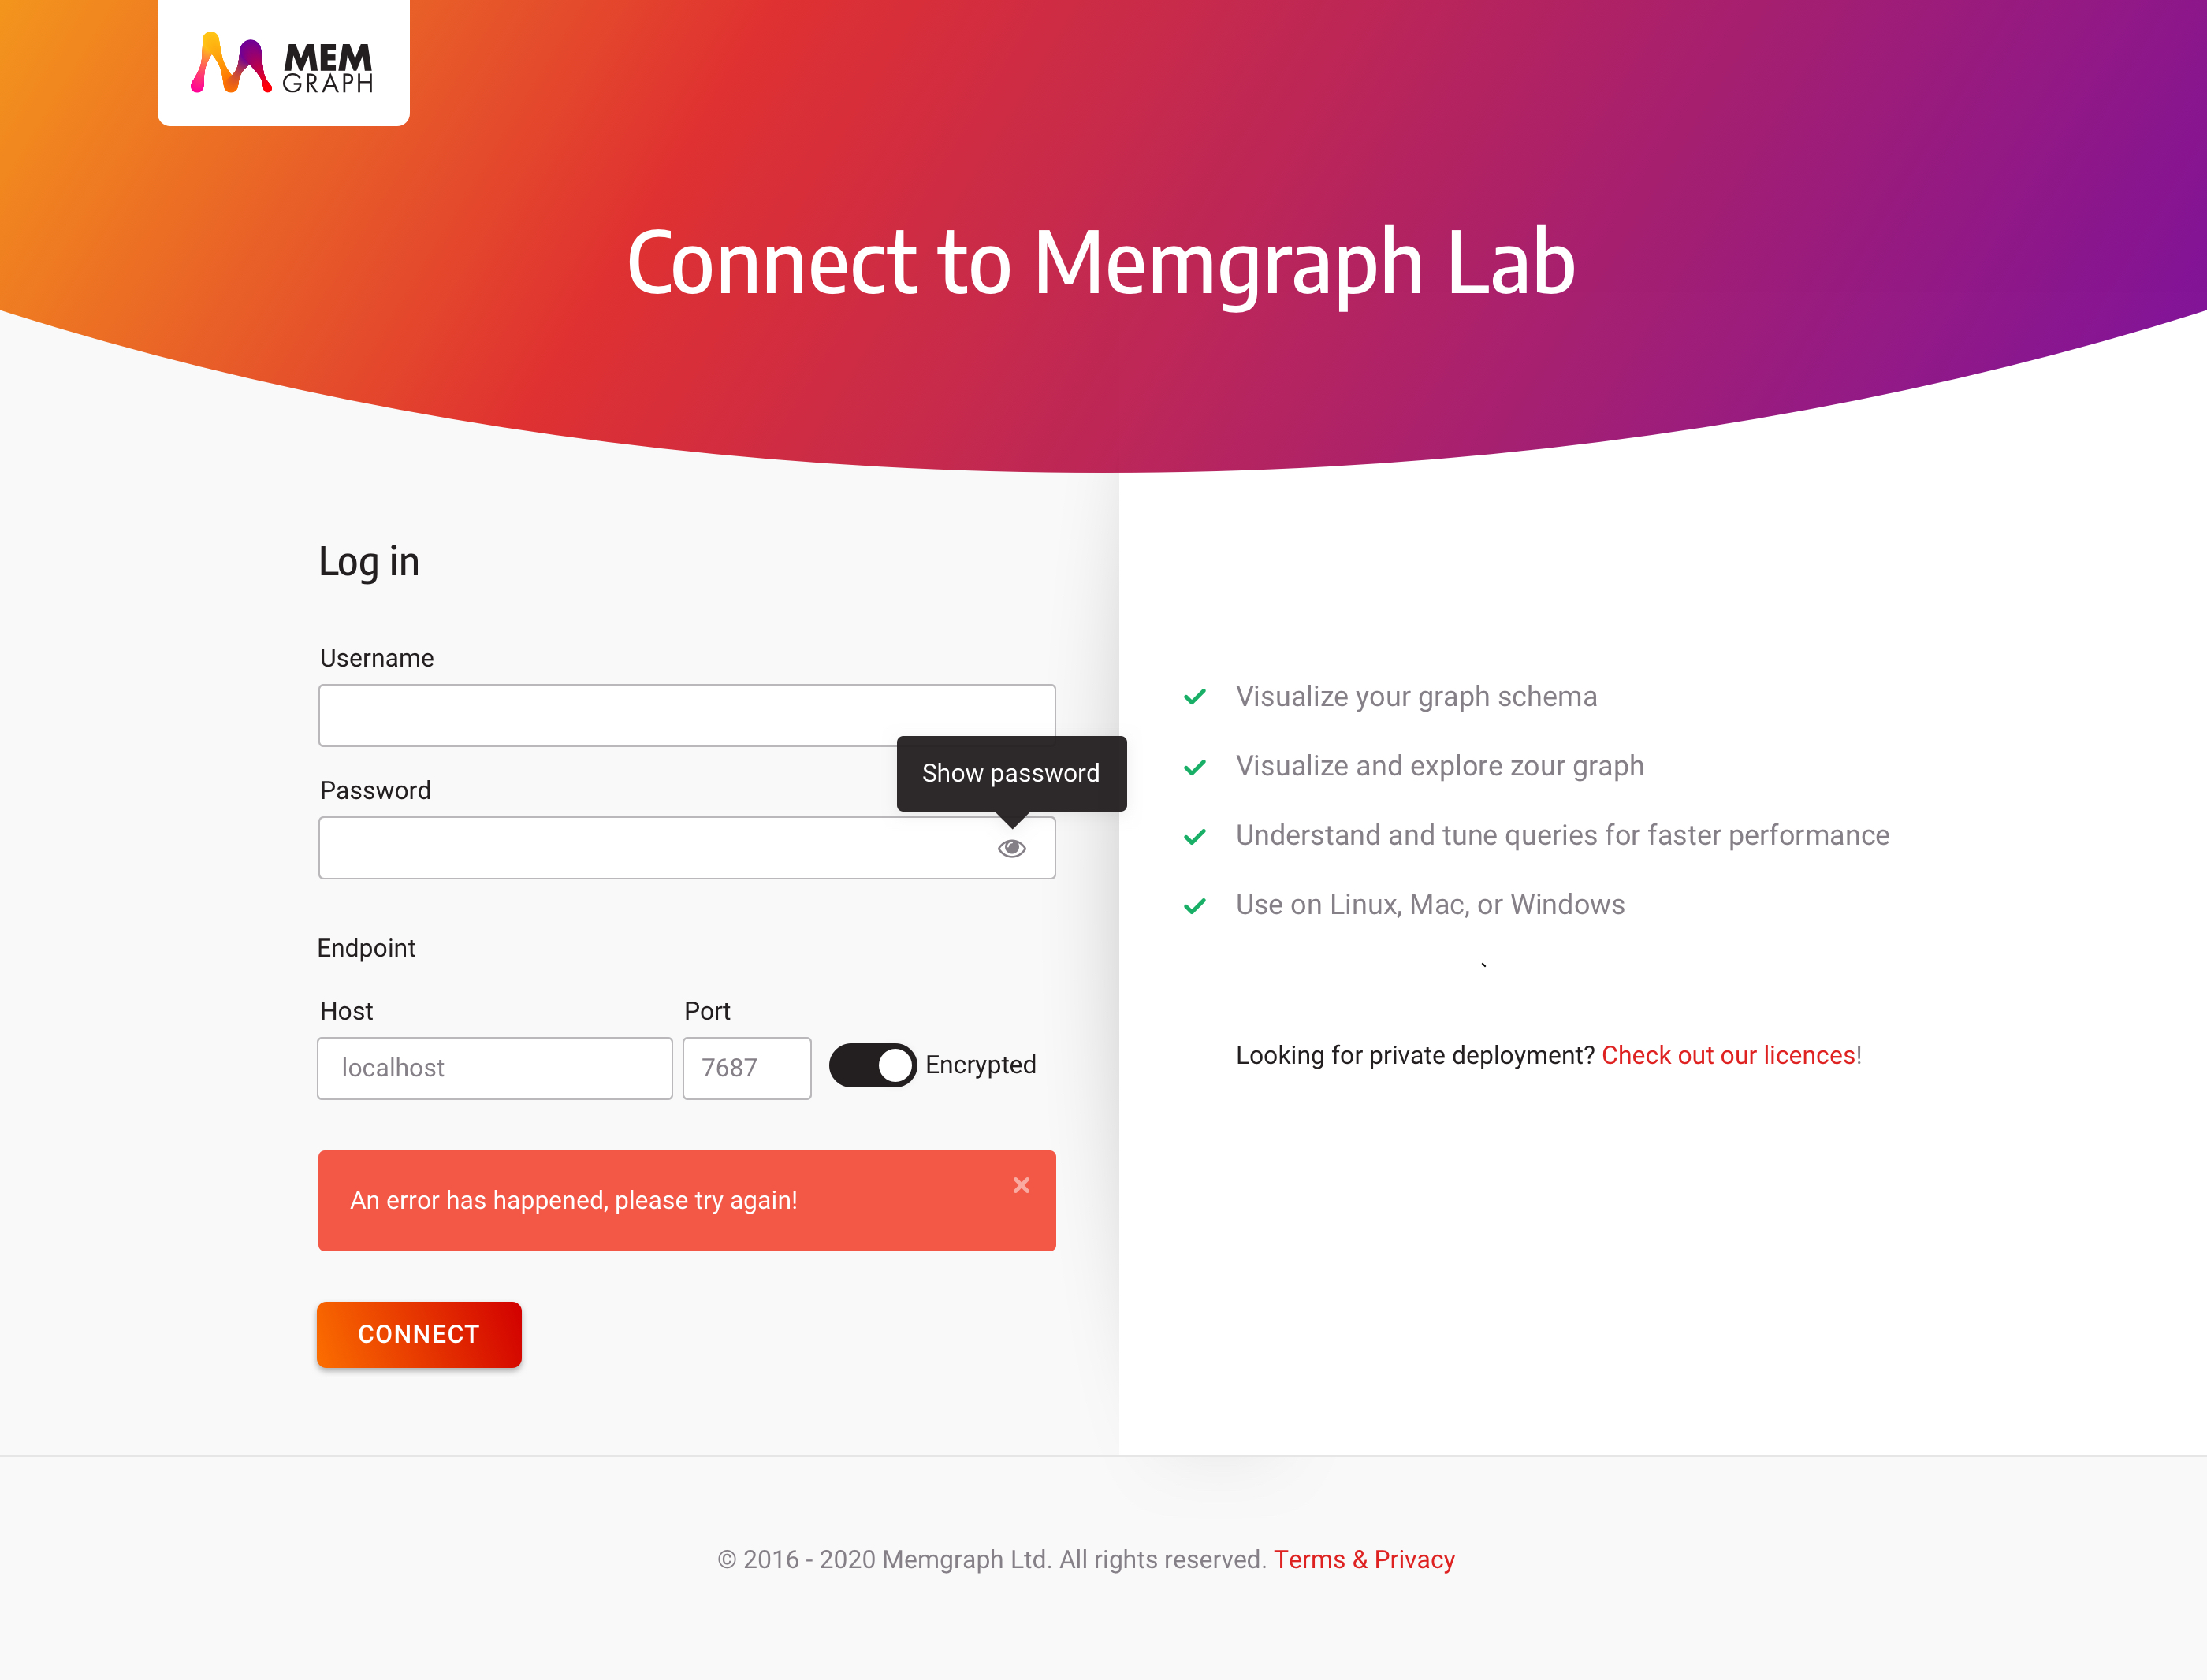 MEM
GRAPH
Connect to Memgraph Lab
Log in
Username
Show password
Password
Endpoint
Host
Port
localhost
7687
Encrypted
An error has happened, please try again!
CONNECT
Visualize your graph schema
Visualize and explore zour graph
Understand and tune queries for faster performance
Use on Linux, Mac, or Windows
`
Looking for private deployment? Check out our licences!
© 2016 - 2020 Memgraph Ltd. All rights reserved. Terms & Privacy